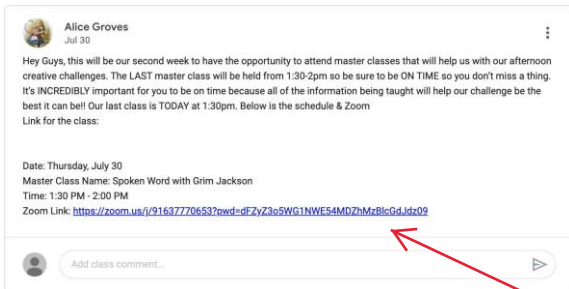 Alice Groves
Jul 30
Hey Guys, this will be our second week to have the opportunity to attend master classes that will help us with our afternoon
creative challenges. The LAST master class will be held from 1:30-2pm so be sure to be ON TIME so you don't miss a thing.
It's INCREDIBLY important for you to be on time because all of the information being taught will help our challenge be the
best it can be!! Our last class is TODAY at 1:30pm. Below is the schedule & Zoom
Link for the class:
Date: Thursday, July 30
Master Class Name: Spoken Word with Grim Jackson
Time: 1:30 PM - 2:00 PM
Zoom Link: https://zoom.us/j/91637770653?pwd=dFZyZ3o5WG1NWE54MDZhMzBlcGdJdz09
Add class comment...